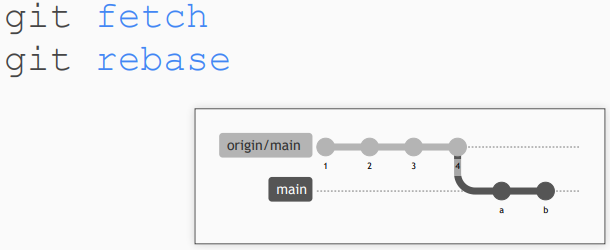 git fetch
git rebase
origin/main
1 2 3 4
main
a b